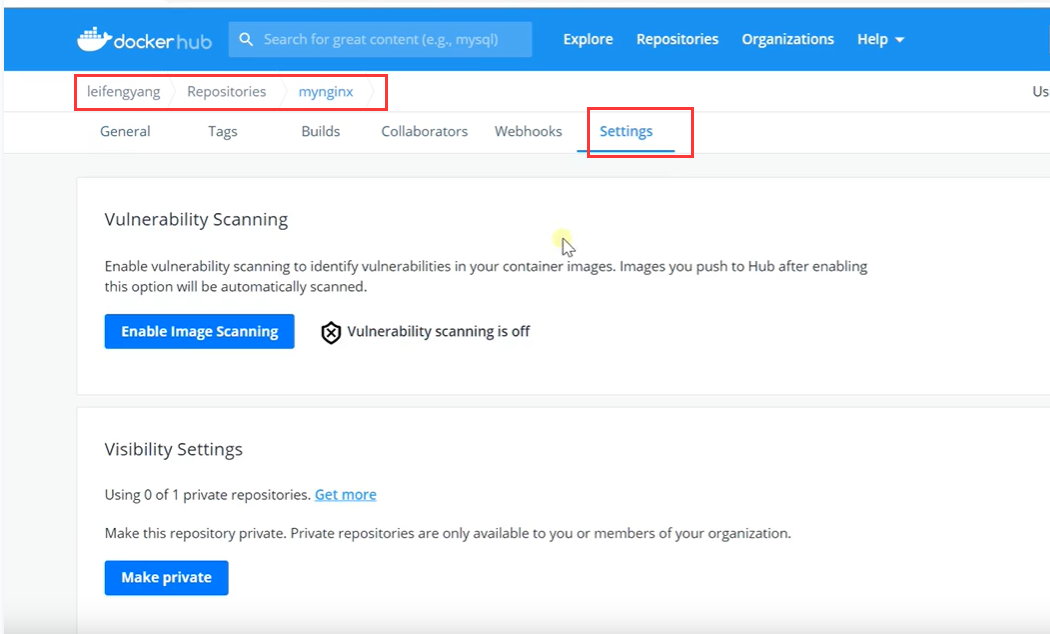 dockerhub Search for great content (e.g., mysql) Explore Repositories Organizations Help
leifengyang Repositories mynginx Us
General Tags Builds Collaborators Webhooks Settings
Vulnerability Scanning
Enable vulnerability scanning to identify vulnerabilities in your container images. Images you push to Hub after enabling
this option will be automatically scanned.
Enable Image Scanning Vulnerability scanning is off
Visibility Settings
Using 0 of 1 private repositories. Get more
Make this repository private. Private repositories are only available to you or members of your organization.
Make private